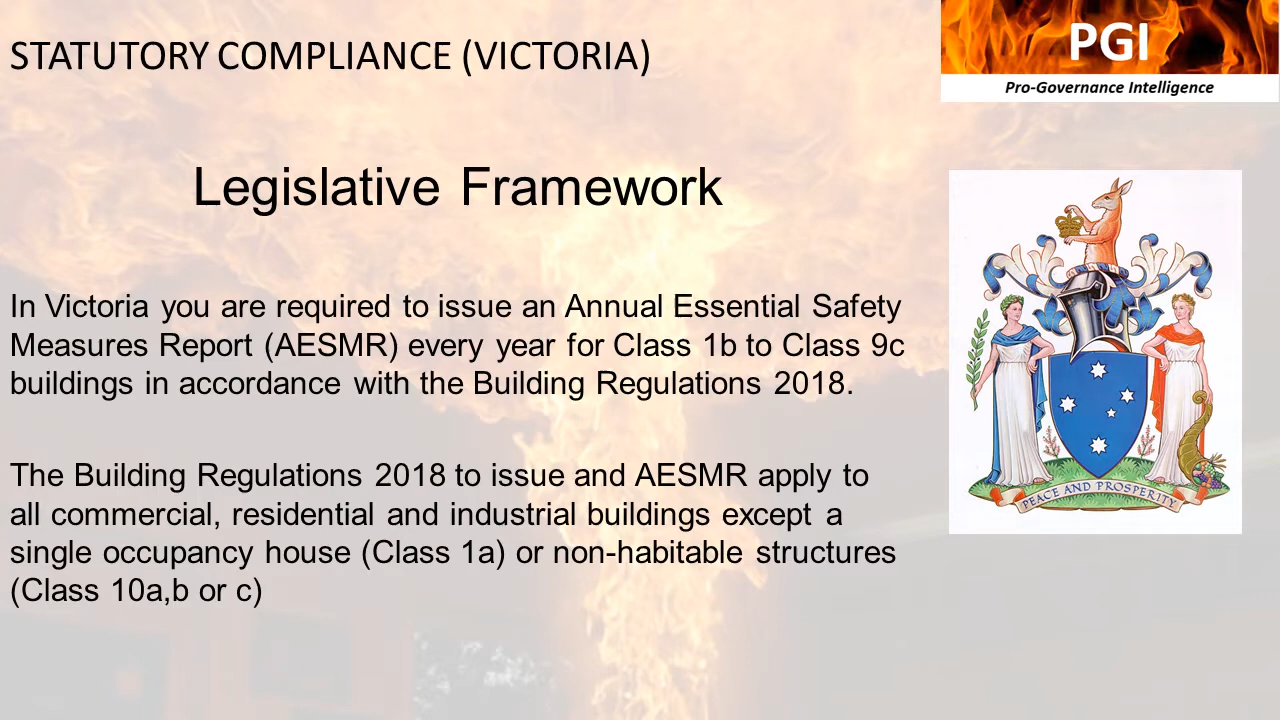 STATUTORY COMPLIANCE (VICTORIA)
PGI
Pro-Governance Intelligence
Legislative Framework
In Victoria you are required to issue an Annual Essential Safety
Measures Report (AESMR) every year for Class 1b to Class 9c
buildings in accordance with the Building Regulations 2018.
The Building Regulations 2018 to issue and AESMR apply to
all commercial, residential and industrial buildings except a
single occupancy house (Class 1a) or non-habitable structures
(Class 10a,b or c)
PEACE AND PROSPERITY